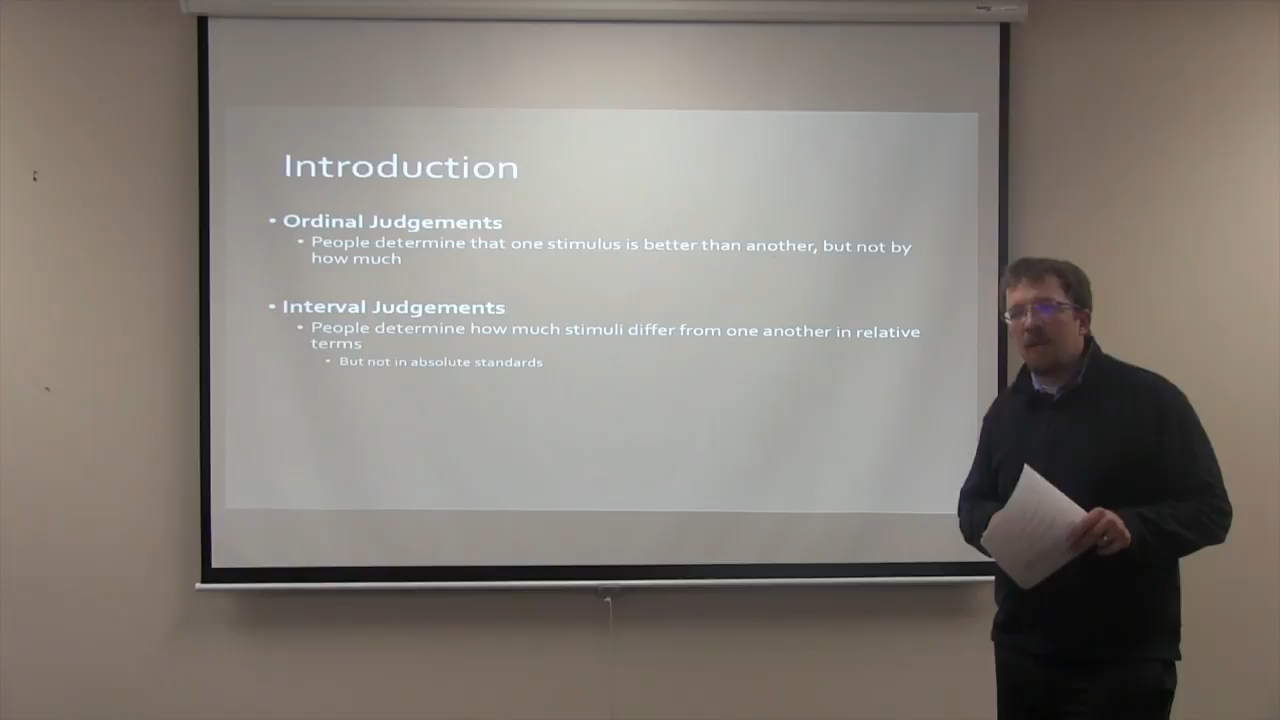 Introduction
• Ordinal Judgements
• People determine that one stimulus is better than another, but not by
how much
• Interval Judgements
• People determine how much stimuli differ from one another in relative
terms
• But not in absolute standards